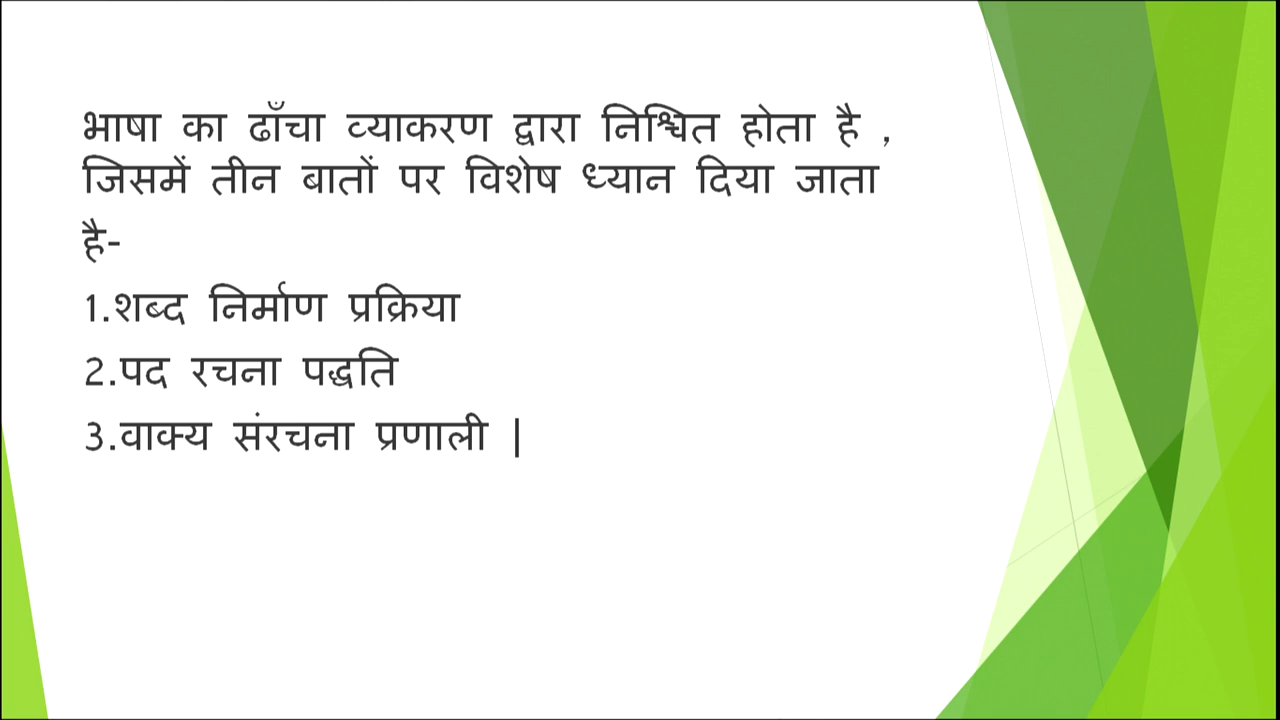 भाषा का ढाँचा व्याकरण द्वारा निश्चित होता है ,
जिसमें तीन बातों पर विशेष ध्यान दिया जाता
है-
1.शब्द निर्माण प्रक्रिया
2.पद रचना पद्धति
3.वाक्य संरचना प्रणाली |